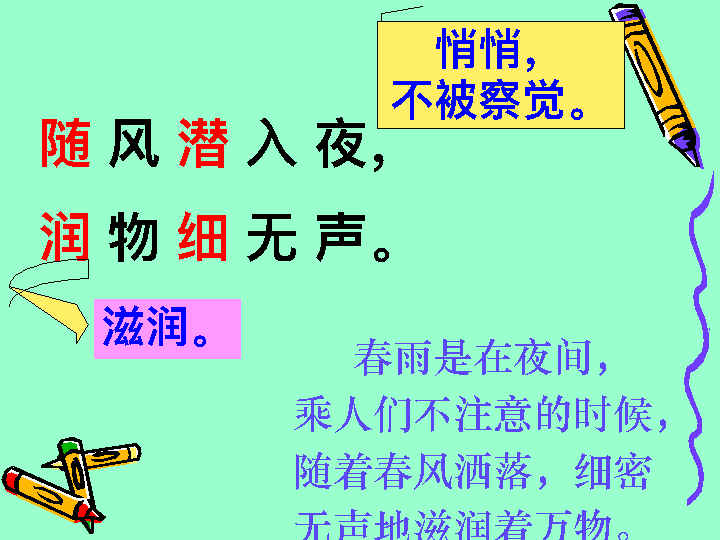 悄悄，
不被察觉。
随风潜入夜，
润物细无声。
滋润。
春雨是在夜间，
乘人们不注意的时候，
随着春风洒落，细密
无声地滋润着万物。